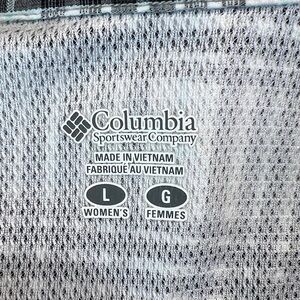 Columbia
Sportswear Company
MADE IN VIETNAM
FABRIQUÉ AU VIETNAM
L G
WOMEN'S FEMMES